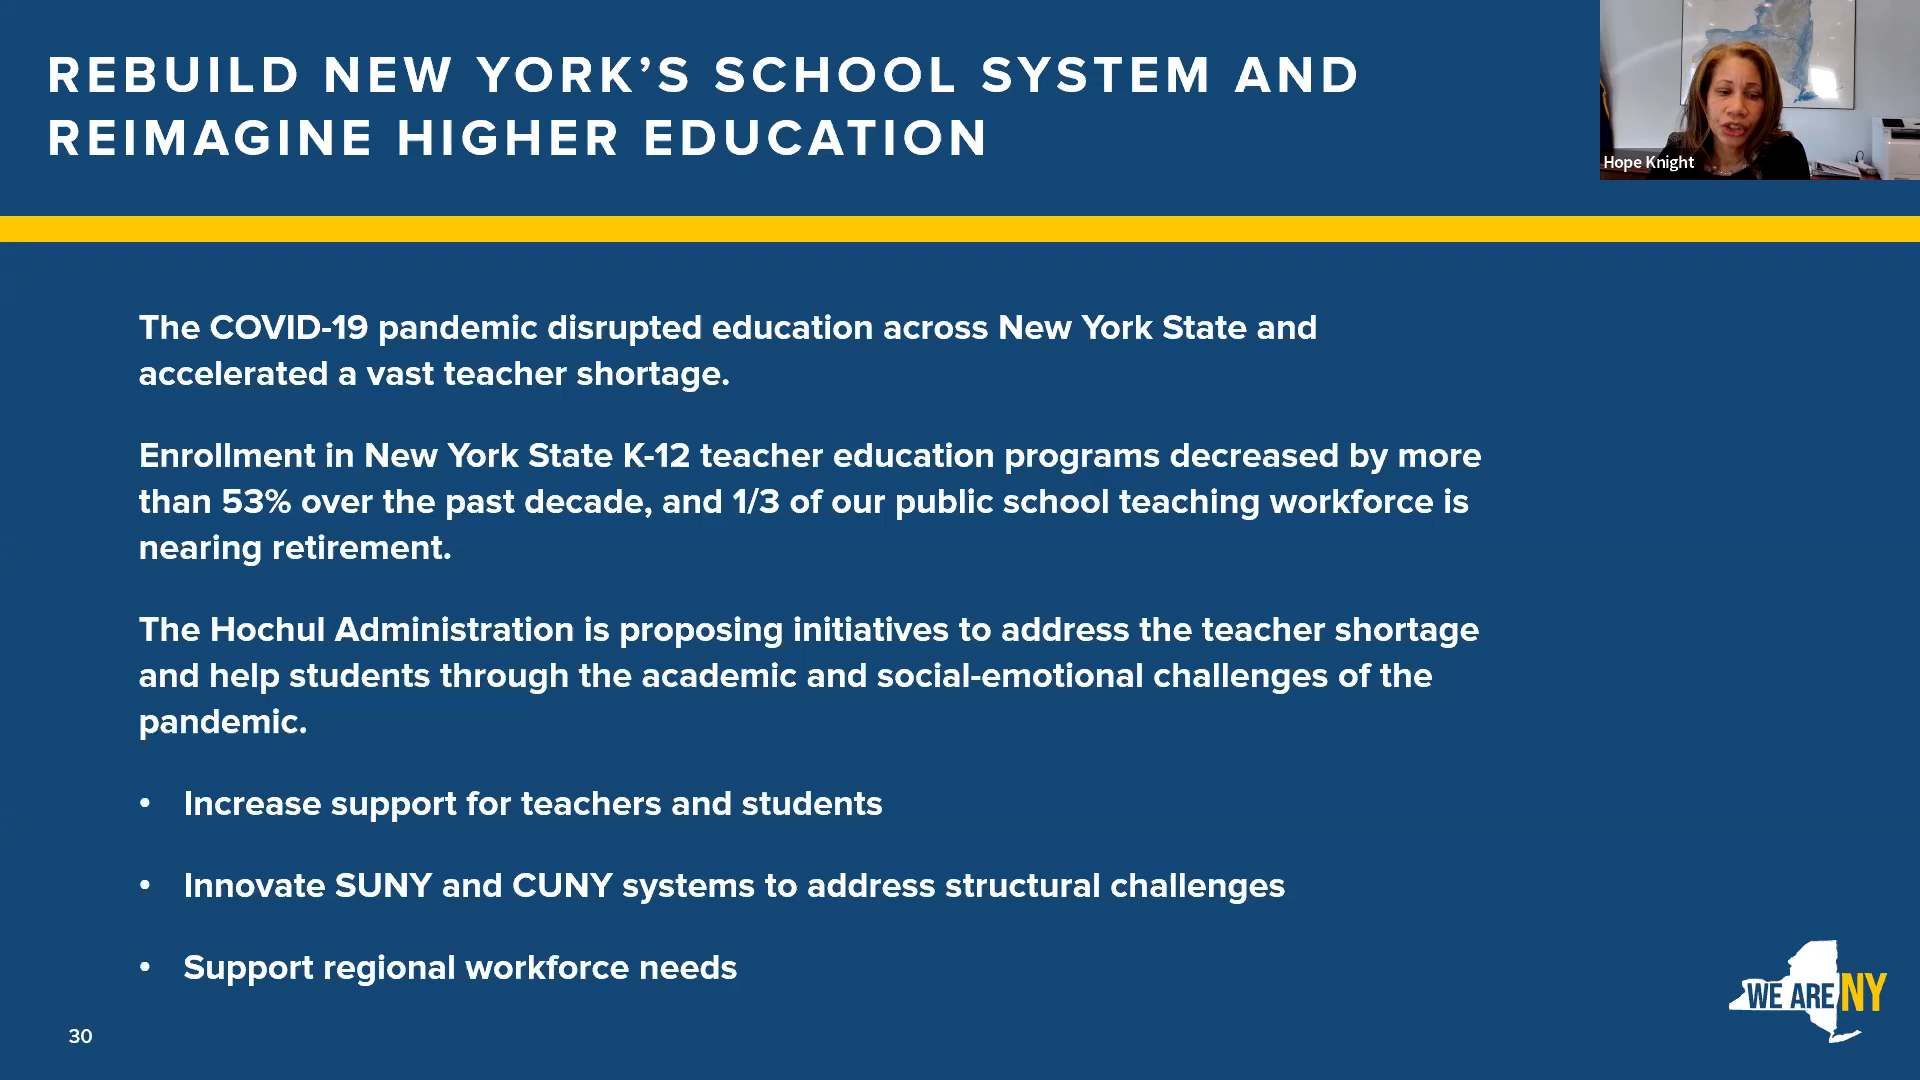 REBUILD NEW YORK’S SCHOOL SYSTEM AND
REIMAGINE HIGHER EDUCATION
Hope Knight
The COVID-19 pandemic disrupted education across New York State and
accelerated a vast teacher shortage.
Enrollment in New York State K-12 teacher education programs decreased by more
than 53% over the past decade, and 1/3 of our public school teaching workforce is
nearing retirement.
The Hochul Administration is proposing initiatives to address the teacher shortage
and help students through the academic and social-emotional challenges of the
pandemic.
• Increase support for teachers and students
• Innovate SUNY and CUNY systems to address structural challenges
• Support regional workforce needs
WE ARE NY
30